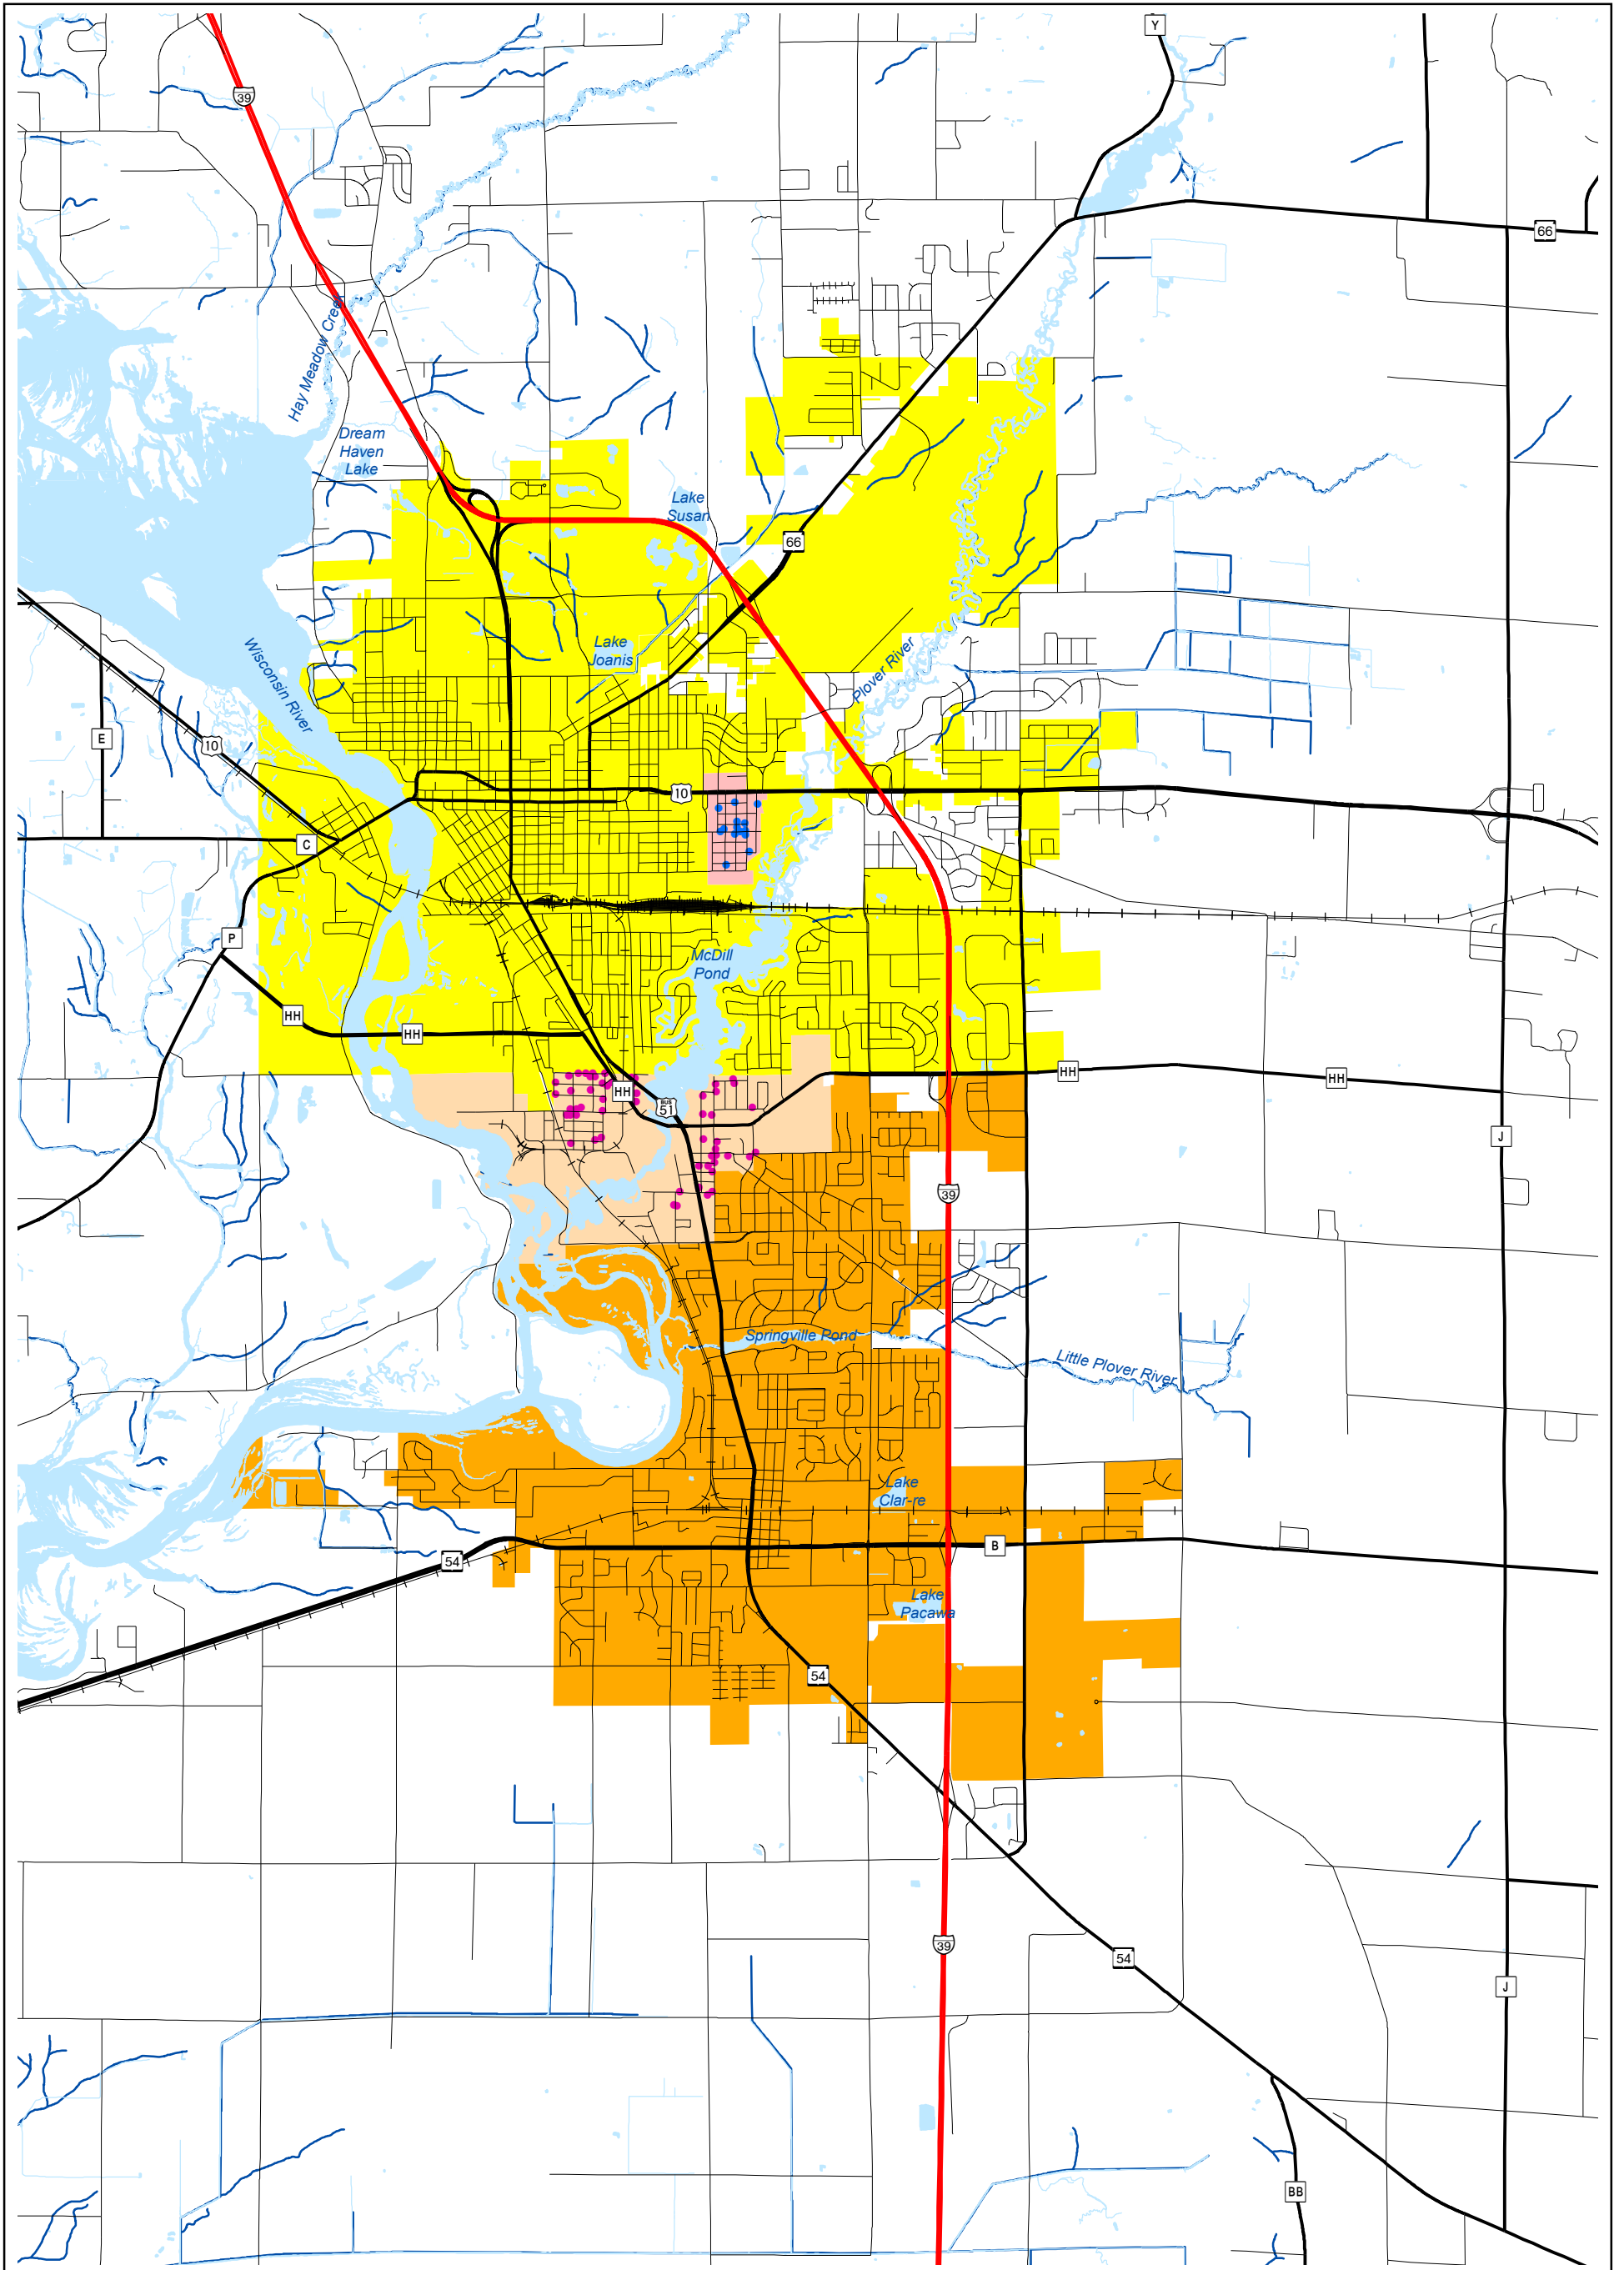 Y
39
66
Hay Meadow Creek
Dream
Haven
Lake
Lake
Susan
66
Lake
Joanis
Wisconsin River
Plover River
E
10
10
C
P
McDill
Pond
HH
HH
HH
HH
HH
BUS
51
J
39
Springville Pond
Little Plover River
Lake
Clar-re
54
B
Lake
Pacawa
54
39
54
J
BB